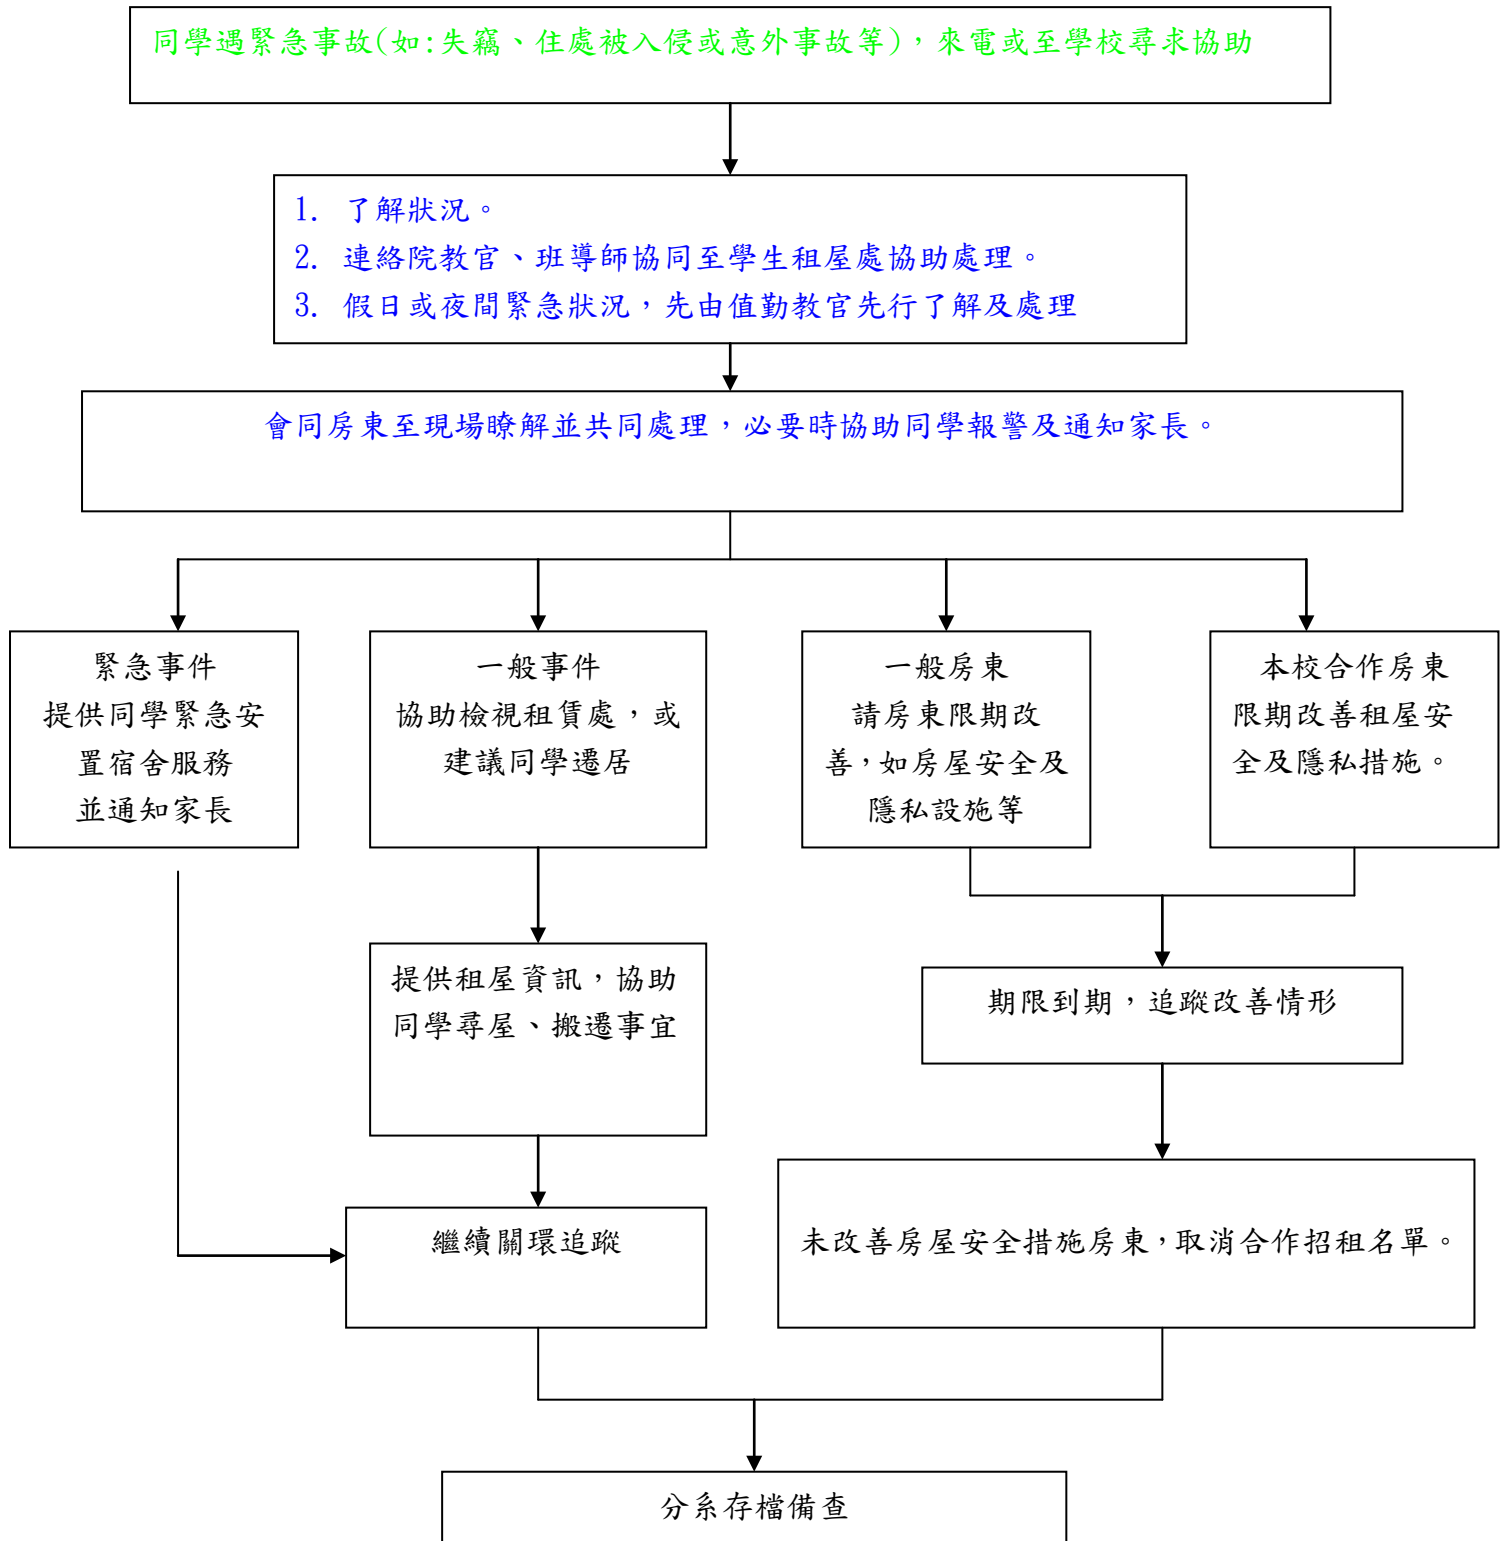 同學遇緊急事故(如:失竊、住處被入侵或意外事故等)，來電或至學校尋求協助
1. 了解狀況。
2. 連絡院教官、班導師協同至學生租屋處協助處理。
3. 假日或夜間緊急狀況，先由值勤教官先行了解及處理
會同房東至現場瞭解並共同處理，必要時協助同學報警及通知家長。
緊急事件
提供同學緊急安
置宿舍服務
並通知家長
一般事件
協助檢視租賃處，或
建議同學遷居
一般房東
請房東限期改
善，如房屋安全及
隱私設施等
本校合作房東
限期改善租屋安
全及隱私措施。
提供租屋資訊，協助
同學尋屋、搬遷事宜
期限到期，追蹤改善情形
繼續關環追蹤
未改善房屋安全措施房東，取消合作招租名單。
分系存檔備查